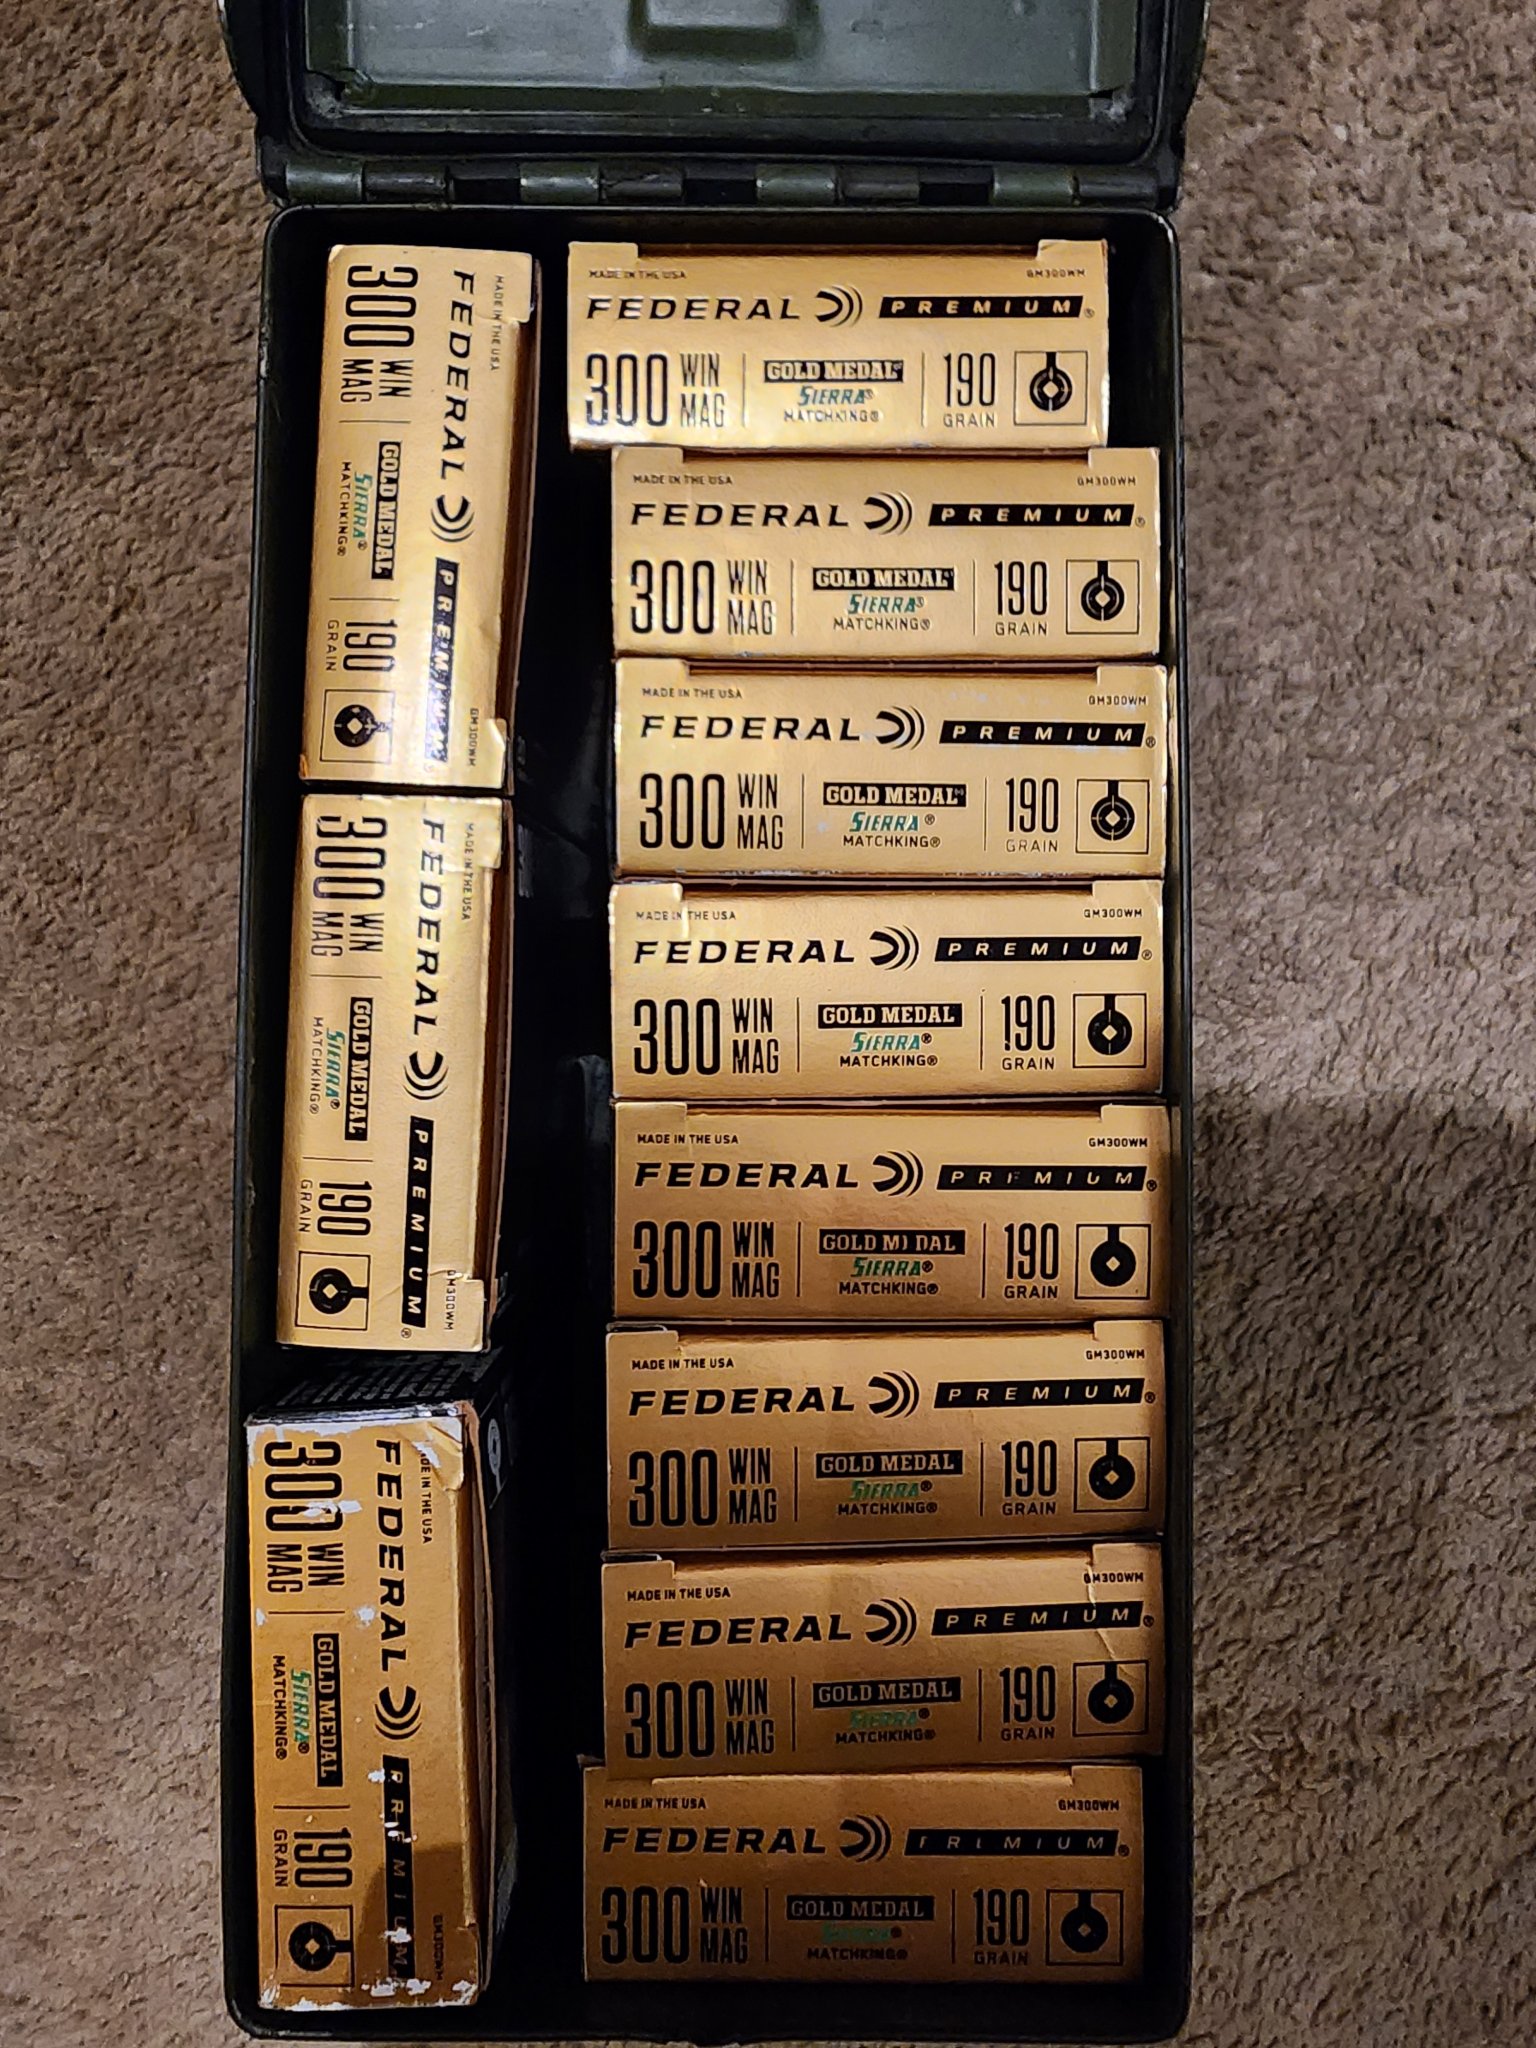 MADE IN THE USA
FEDERAL PREMIUM®
GM300WM
300 WIN MAG
GOLD MEDAL
SIERRA®
MATCHKING®
190 GRAIN
MADE IN THE USA
FEDERAL PREMIUM®
GM300WM
300 WIN MAG
GOLD MEDAL
SIERRA®
MATCHKING®
190 GRAIN
MADE IN THE USA
FEDERAL PREMIUM
GM300WM
300 WIN MAG
GOLD MEDAL
SIERRA®
MATCHKING®
190 GRAIN
MADE IN THE USA GM300WM
FEDERAL PREMIUM®
300 WIN MAG
GOLD MEDAL®
SIERRA®
MATCHKING®
190 GRAIN
MADE IN THE USA GM300WM
FEDERAL PREMIUM®
300 WIN MAG
GOLD MEDAL
SIERRA®
MATCHKING®
190 GRAIN
MADE IN THE USA GM300WM
FEDERAL PREMIUM®
300 WIN MAG
GOLD MEDAL
SIERRA®
MATCHKING®
190 GRAIN
MADE IN THE USA GM300WM
FEDERAL PREMIUM®
300 WIN MAG
GOLD MEDAL
SIERRA®
MATCHKING®
190 GRAIN
MADE IN THE USA GM300WM
FEDERAL PREMIUM®
300 WIN MAG
GOLD MEDAL
SIERRA®
MATCHKING®
190 GRAIN
MADE IN THE USA GM300WM
FEDERAL PREMIUM®
300 WIN MAG
GOLD MEDAL
SIERRA®
MATCHKING®
190 GRAIN
MADE IN THE USA GM300WM
FEDERAL PREMIUM®
300 WIN MAG
GOLD MEDAL
SIERRA®
MATCHKING®
190 GRAIN
MADE IN THE USA GM300WM
FEDERAL PREMIUM®
300 WIN MAG
GOLD MEDAL
SIERRA®
MATCHKING®
190 GRAIN